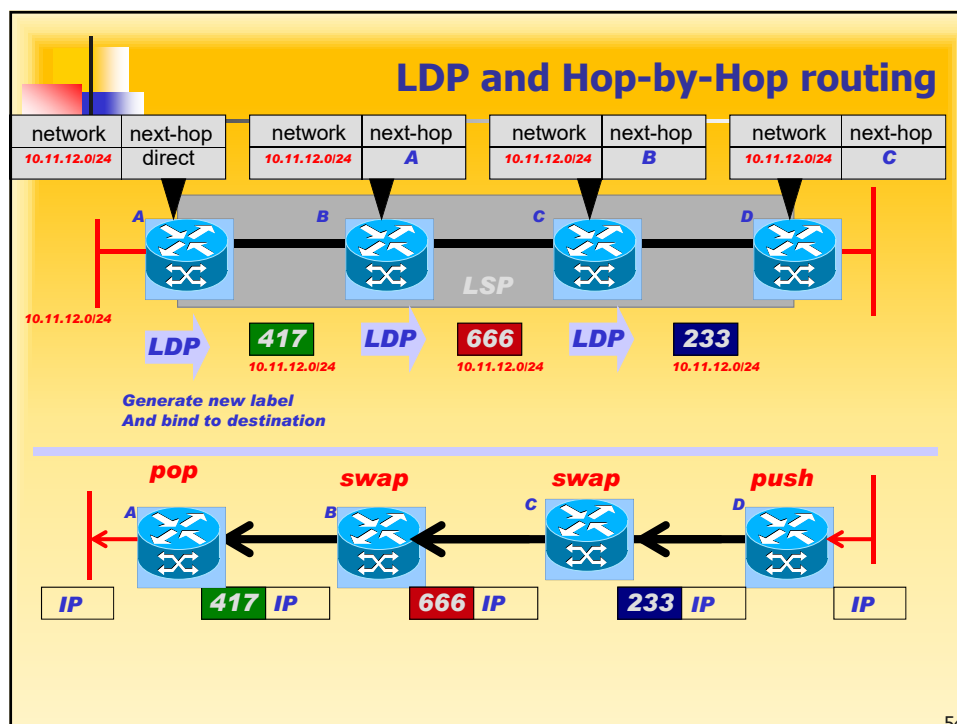 LDP and Hop-by-Hop routing
network next-hop
10.11.12.0/24 direct
network next-hop
10.11.12.0/24 A
network next-hop
10.11.12.0/24 B
network next-hop
10.11.12.0/24 C
A B C D
LSP
10.11.12.0/24
LDP 417 LDP 666 LDP 233
10.11.12.0/24 10.11.12.0/24 10.11.12.0/24
Generate new label
And bind to destination
pop swap swap push
A B C D
IP 417 IP 666 IP 233 IP IP